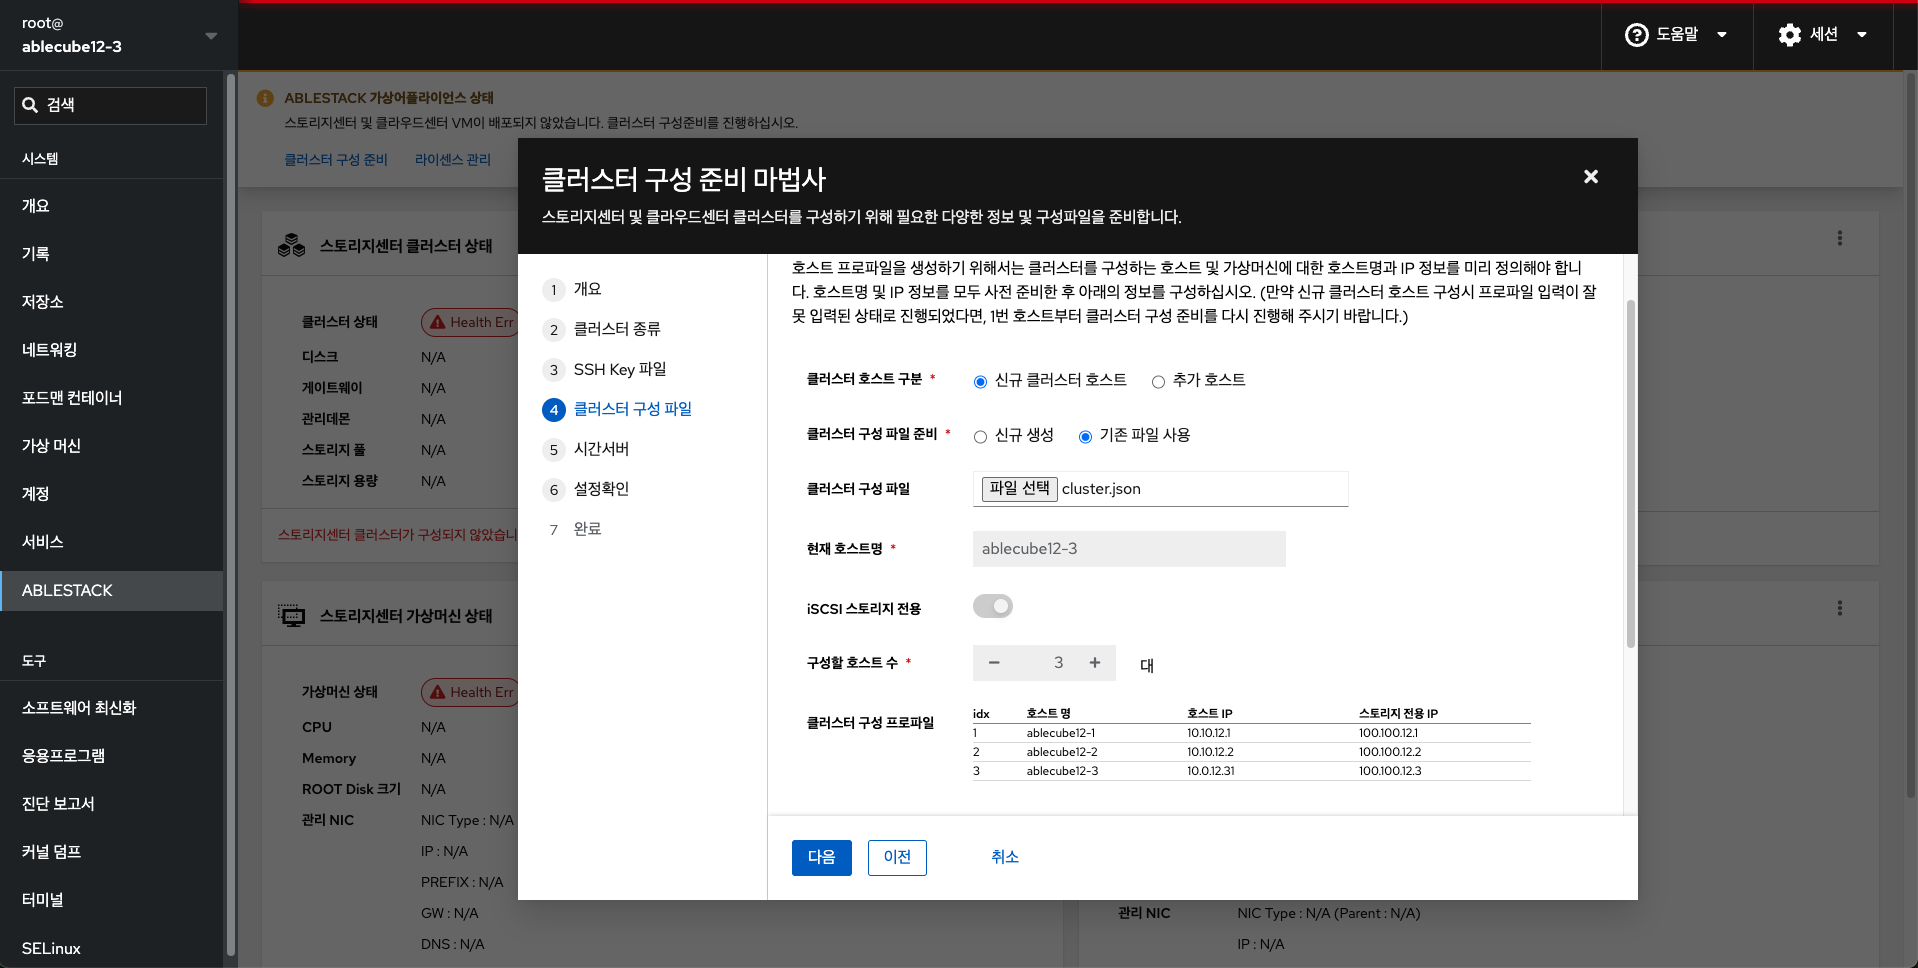 root@
ablecube12-3
도움말
세션
검색
시스템
개요
기록
저장소
네트워킹
포드맨 컨테이너
가상 머신
계정
서비스
ABLESTACK
도구
소프트웨어 최신화
응용프로그램
진단 보고서
커널 덤프
터미널
SELinux
ABLESTACK 가상어플라이언스 상태
스토리지센터 및 클라우드센터 VM이 배포되지 않았습니다. 클러스터 구성준비를 진행하십시오.
클러스터 구성 준비 라이센스 관리
스토리지센터 클러스터 상태
클러스터 상태 Health Err
디스크 N/A
게이트웨이 N/A
관리데몬 N/A
스토리지 풀 N/A
스토리지 용량 N/A
스토리지센터 클러스터가 구성되지 않았습니
스토리지센터 가상머신 상태
가상머신 상태 Health Err
CPU N/A
Memory N/A
ROOT Disk 크기 N/A
관리 NIC NIC Type : N/A
IP : N/A
PREFIX : N/A
GW : N/A
DNS : N/A
관리 NIC NIC Type : N/A (Parent : N/A)
IP : N/A
클러스터 구성 준비 마법사
스토리지센터 및 클라우드센터 클러스터를 구성하기 위해 필요한 다양한 정보 및 구성파일을 준비합니다.
1 개요
2 클러스터 종류
3 SSH Key 파일
4 클러스터 구성 파일
5 시간서버
6 설정확인
7 완료
호스트 프로파일을 생성하기 위해서는 클러스터를 구성하는 호스트 및 가상머신에 대한 호스트명과 IP 정보를 미리 정의해야 합니
다. 호스트명 및 IP 정보를 모두 사전 준비한 후 아래의 정보를 구성하십시오. (만약 신규 클러스터 호스트 구성시 프로파일 입력이 잘
못 입력된 상태로 진행되었다면, 1번 호스트부터 클러스터 구성 준비를 다시 진행해 주시기 바랍니다.)
클러스터 호스트 구분 * 신규 클러스터 호스트 추가 호스트
클러스터 구성 파일 준비 * 신규 생성 기존 파일 사용
클러스터 구성 파일 파일 선택 cluster.json
현재 호스트명 * ablecube12-3
iSCSI 스토리지 전용
구성할 호스트 수 * − 3 + 대
클러스터 구성 프로파일
idx 호스트 명 호스트 IP 스토리지 전용 IP
1 ablecube12-1 10.10.12.1 100.100.12.1
2 ablecube12-2 10.10.12.2 100.100.12.2
3 ablecube12-3 10.0.12.31 100.100.12.3
다음 이전 취소